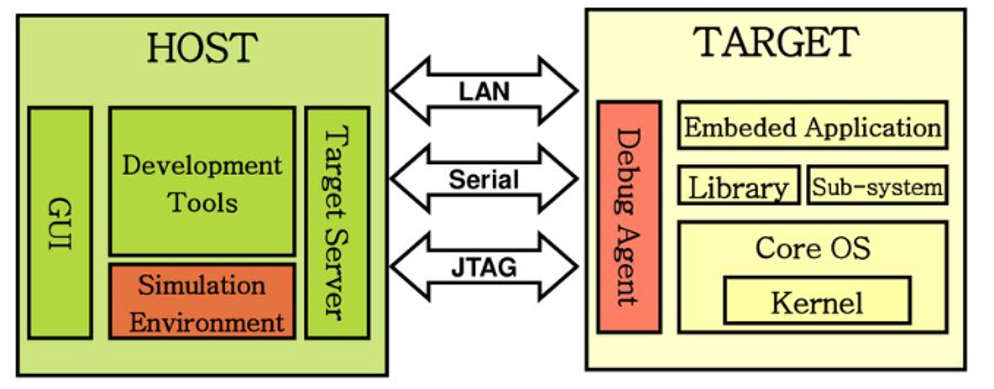 HOST
GUI
Development
Tools
Simulation
Environment
Target Server
LAN
Serial
JTAG
TARGET
Debug Agent
Embeded Application
Library
Sub-system
Core OS
Kernel